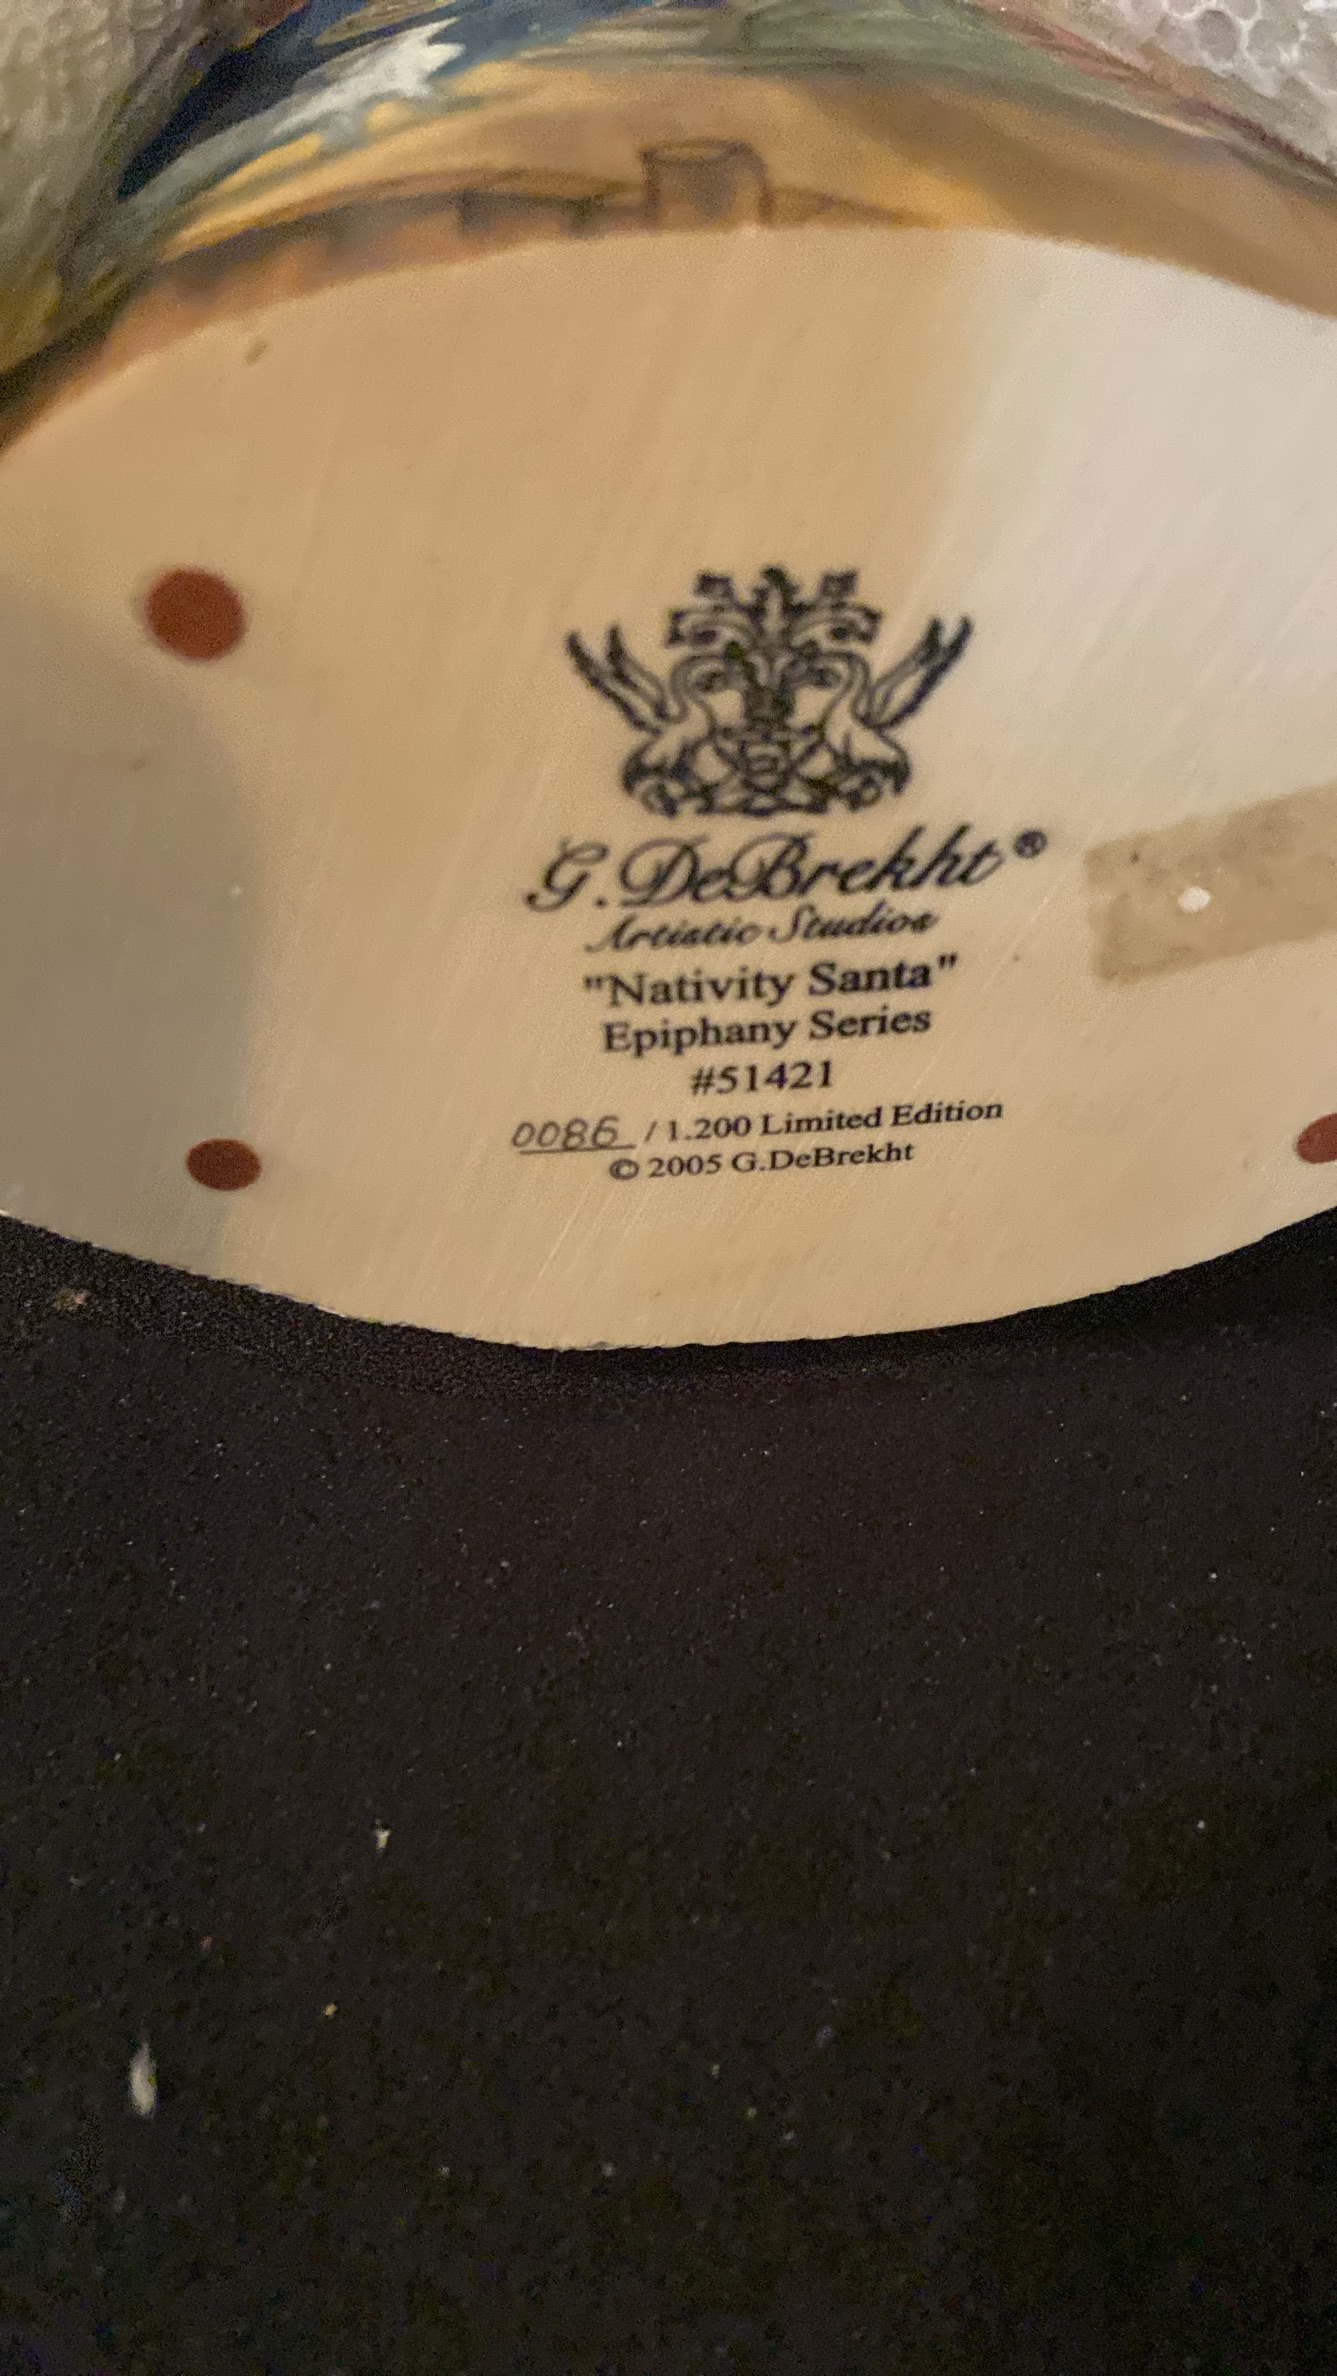 G.DeBrekht®
Artistic Studios
"Nativity Santa"
Epiphany Series
#51421
0086 / 1.200 Limited Edition
© 2005 G.DeBrekht